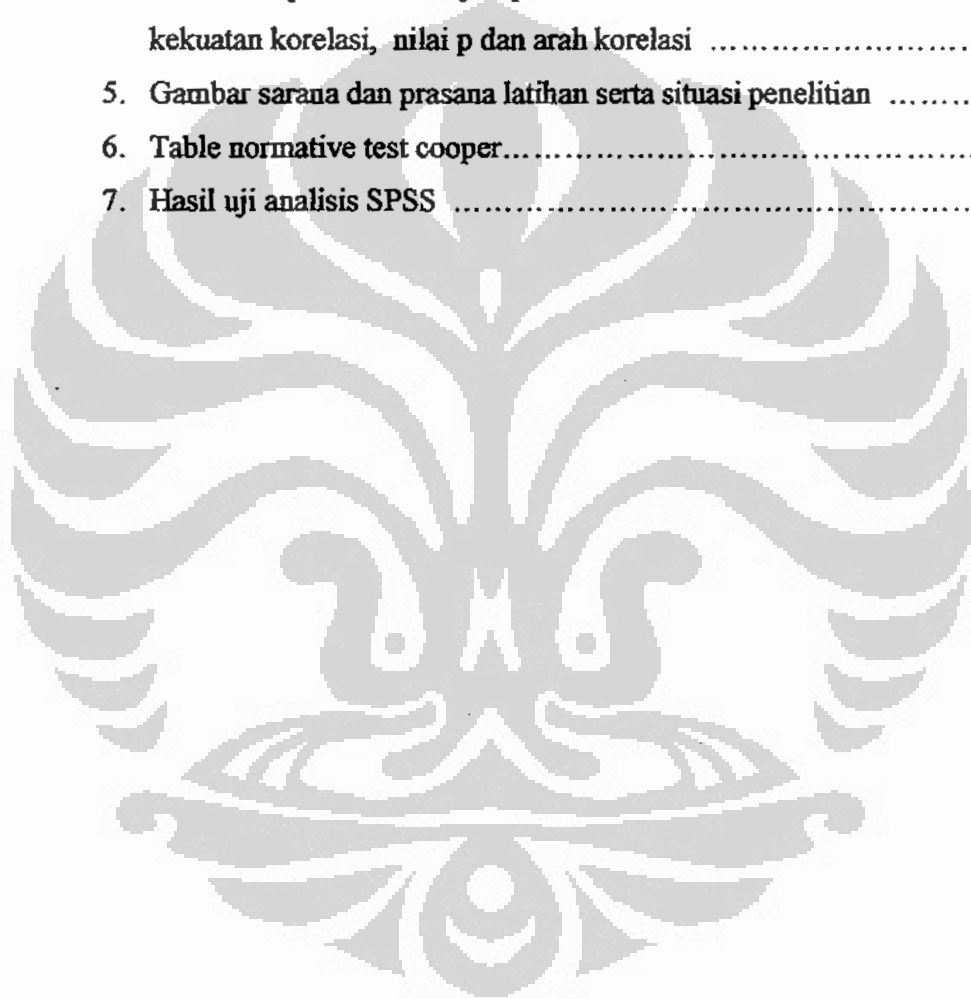 kekuatan korelasi, nilai p dan arah korelasi ........................
5. Gambar sarana dan prasana latihan serta situasi penelitian ........
6. Table normative test cooper................................................
7. Hasil uji analisis SPSS ......................................................